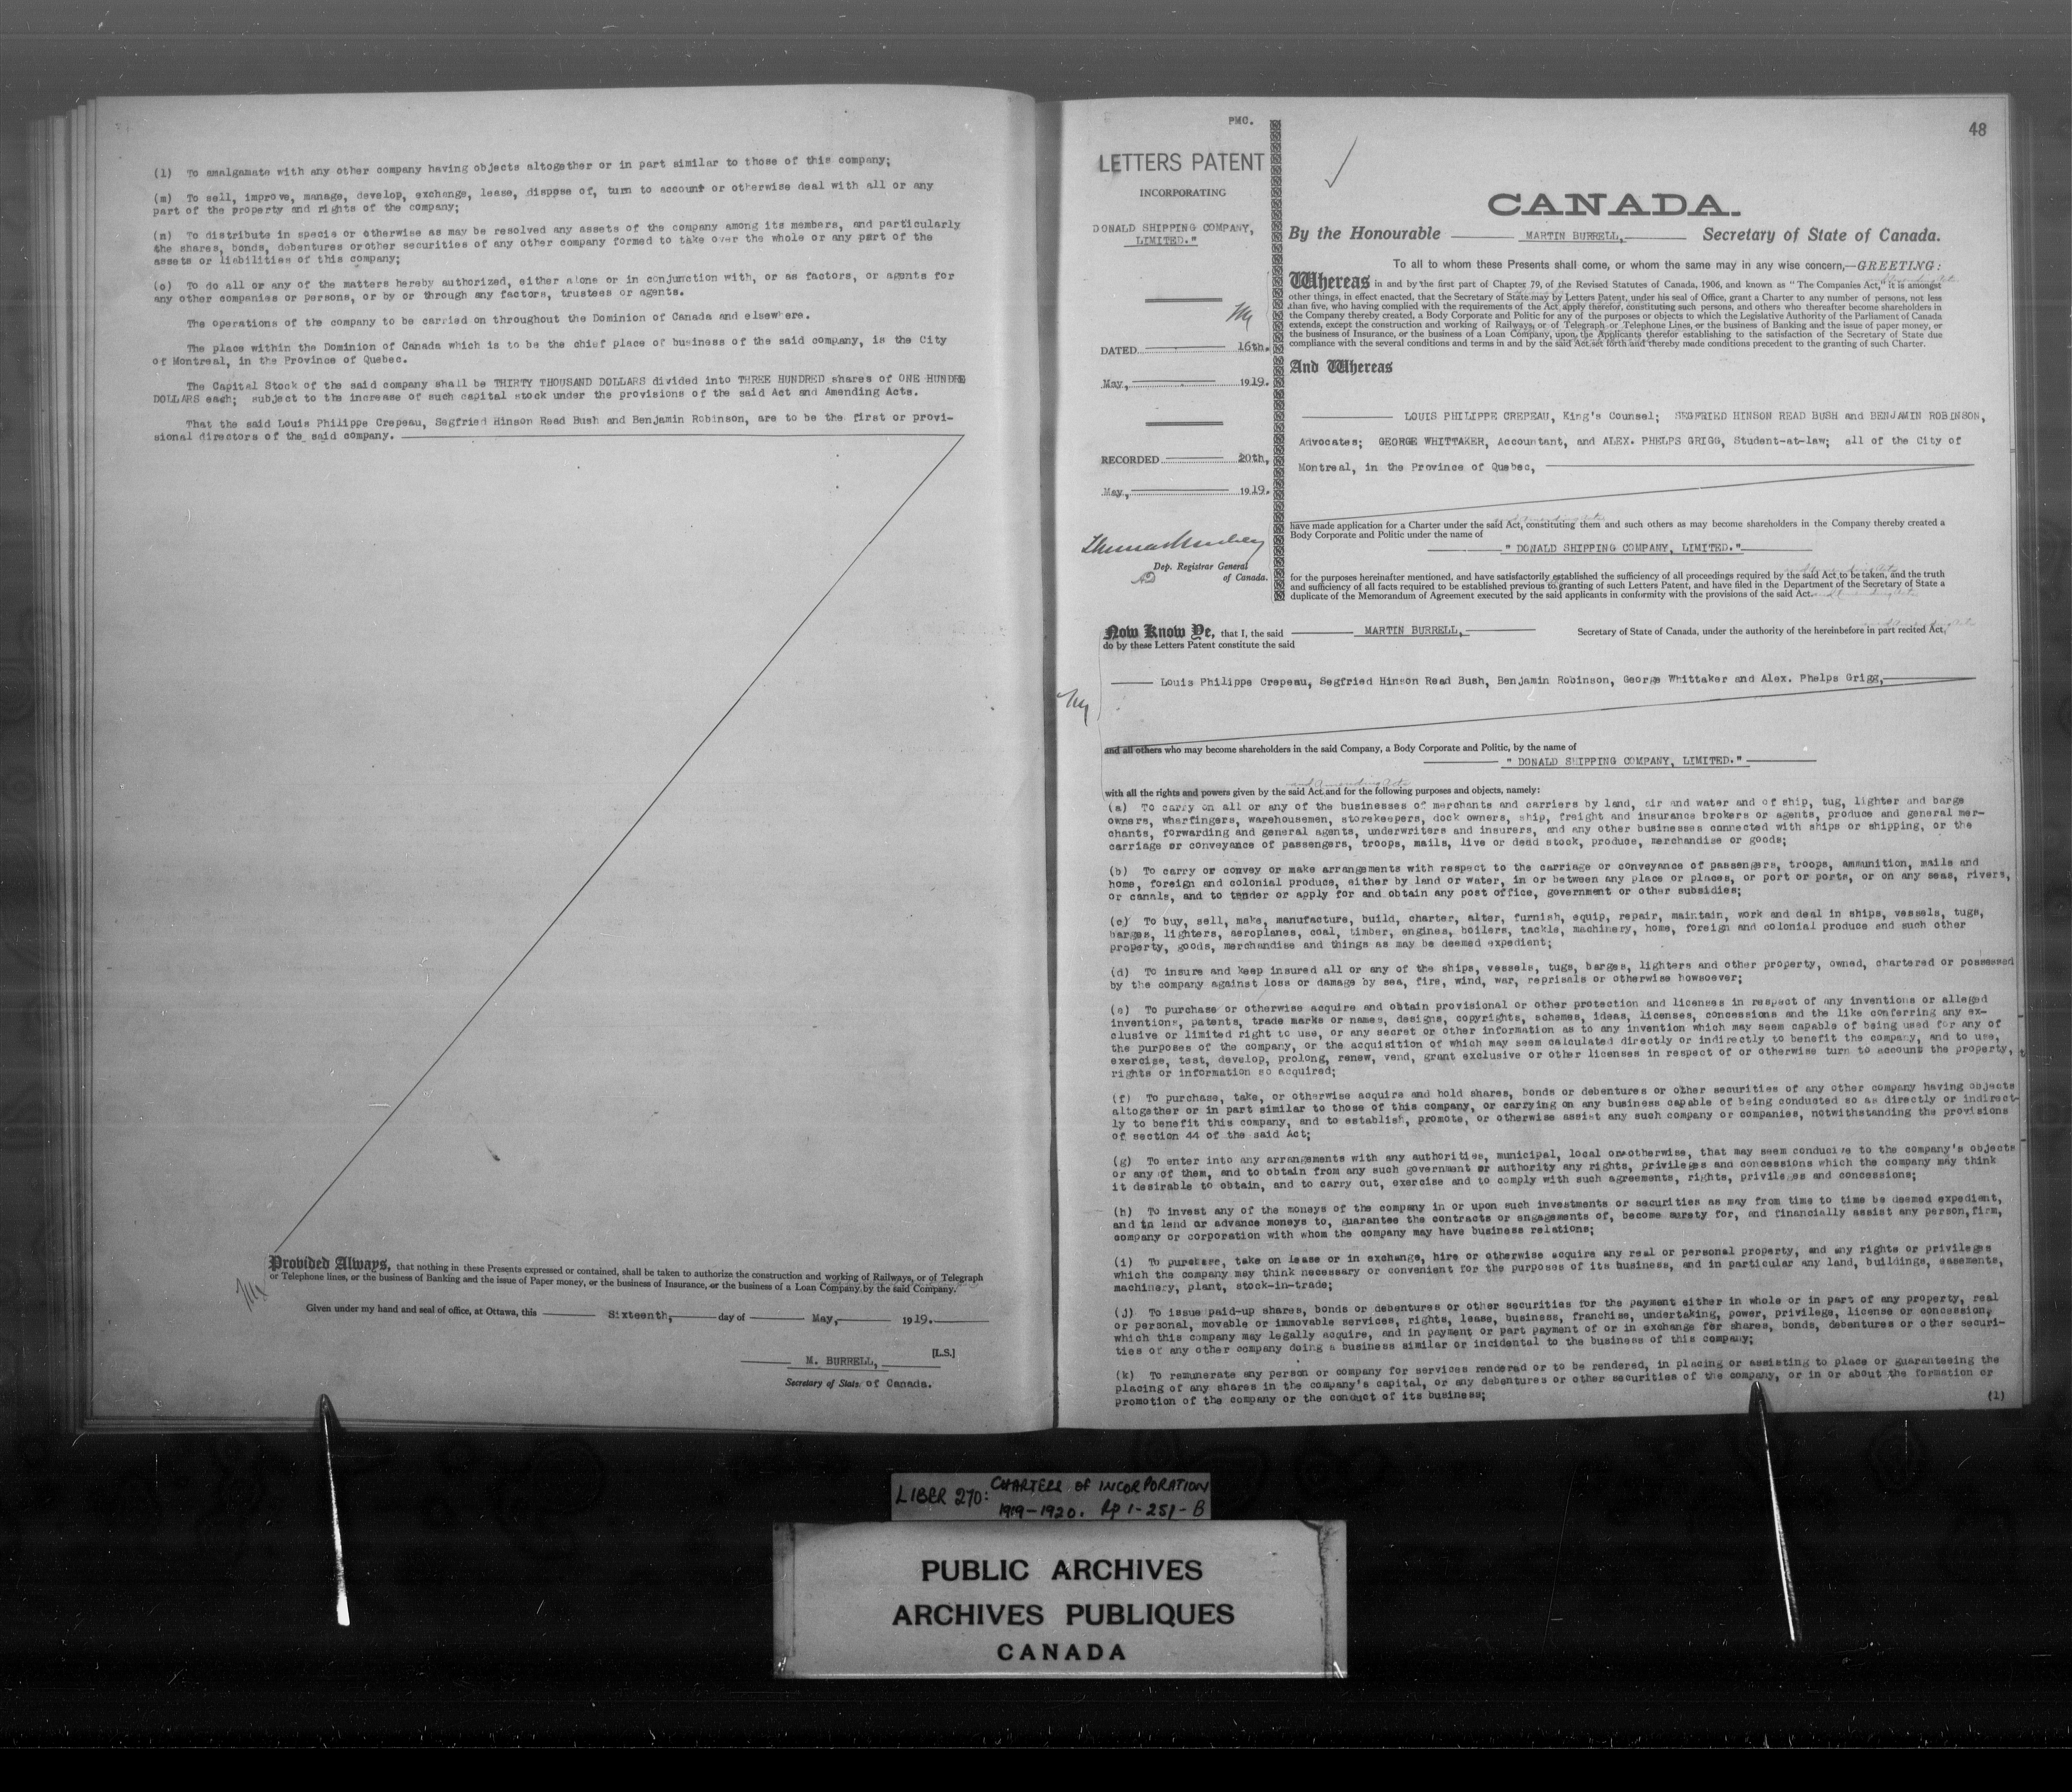 (l) To amalgamate with any other company having objects altogether or in part similar to those of this company;
(m) To sell, improve, manage, develop, exchange, lease, dispose of, turn to account or otherwise deal with all or any
part of the property and rights of the company;
(n) To distribute in specie or otherwise as may be resolved any assets of the company among its members, and particularly
the shares, bonds, debentures orother securities of any other company formed to take over the whole or any part of the
assets or liabilities of this company;
(o) To do all or any of the matters hereby authorized, either alone or in conjunction with, or as factors, or agents for
any other companies or persons, or by or through any factors, trustees or agents.
The operations of the company to be carried on throughout the Dominion of Canada and elsewhere.
The place within the Dominion of Canada which is to be the chief place of business of the said company, is the City
of Montreal, in the Province of Quebec.
The Capital Stock of the said company shall be THIRTY THOUSAND DOLLARS divided into THREE HUNDRED shares of ONE HUNDRE
DOLLARS each; subject to the increase of such capital stock under the provisions of the said Act and Amending Acts.
That the said Louis Philippe Crepeau, Segfried Hinson Read Bush and Benjamin Robinson, are to be the first or provi-
sional directors of the said company.
Provided Always, that nothing in these Presents expressed or contained, shall be taken to authorize the construction and working of Railways, or of Telegraph
or Telephone lines, or the business of Banking and the issue of Paper money, or the business of Insurance, or the business of a Loan Company by the said Company.
Given under my hand and seal of office, at Ottawa, this Sixteenth, day of May, 1919.
[L.S.]
M. BURRELL,
Secretary of State of Canada.
PMC.
48
LETTERS PATENT
INCORPORATING
DONALD SHIPPING COMPANY,
LIMITED."
DATED 16th.
May, 1919.
RECORDED 20th,
May, 1919.
Dep. Registrar General
of Canada.
CANADA.
By the Honourable MARTIN BURRELL, Secretary of State of Canada.
To all to whom these Presents shall come, or whom the same may in any wise concern,—GREETING:
Whereas in and by the first part of Chapter 79, of the Revised Statutes of Canada, 1906, and known as "The Companies Act," it is amongst
other things, in effect enacted, that the Secretary of State may by Letters Patent, under his seal of Office, grant a Charter to any number of persons, not less
than five, who having complied with the requirements of the Act apply therefor, constituting such persons, and others who thereafter become shareholders in
the Company thereby created, a Body Corporate and Politic for any of the purposes or objects to which the Legislative Authority of the Parliament of Canada
extends, except the construction and working of Railways, or of Telegraph or Telephone Lines, or the business of Banking and the issue of paper money, or
the business of Insurance, or the business of a Loan Company, upon the Applicants therefor establishing to the satisfaction of the Secretary of State due
compliance with the several conditions and terms in and by the said Act set forth and thereby made conditions precedent to the granting of such Charter.
And Whereas
LOUIS PHILIPPE CREPEAU, King's Counsel; SEGFRIED HINSON READ BUSH and BENJAMIN ROBINSON,
Advocates; GEORGE WHITTAKER, Accountant, and ALEX. PHELPS GRIGG, Student-at-law; all of the City of
Montreal, in the Province of Quebec,
and Amending Acts
have made application for a Charter under the said Act, constituting them and such others as may become shareholders in the Company thereby created a
Body Corporate and Politic under the name of
" DONALD SHIPPING COMPANY, LIMITED."
and Amending Acts
for the purposes hereinafter mentioned, and have satisfactorily established the sufficiency of all proceedings required by the said Act to be taken, and the truth
and sufficiency of all facts required to be established previous to granting of such Letters Patent, and have filed in the Department of the Secretary of State a
duplicate of the Memorandum of Agreement executed by the said applicants in conformity with the provisions of the said Act. and Amending Acts
Now Know Ye, that I, the said MARTIN BURRELL, Secretary of State of Canada, under the authority of the hereinbefore in part recited Act,
do by these Letters Patent constitute the said
Louis Philippe Crepeau, Segfried Hinson Read Bush, Benjamin Robinson, George Whittaker and Alex. Phelps Grigg,
and all others who may become shareholders in the said Company, a Body Corporate and Politic, by the name of
" DONALD SHIPPING COMPANY, LIMITED."
and Amending Acts
with all the rights and powers given by the said Act and for the following purposes and objects, namely:
(a) To carry on all or any of the businesses of merchants and carriers by land, air and water and of ship, tug, lighter and barge
owners, wharfingers, warehousemen, storekeepers, dock owners, ship, freight and insurance brokers or agents, produce and general mer-
chants, forwarding and general agents, underwriters and insurers, and any other businesses connected with ships or shipping, or the
carriage or conveyance of passengers, troops, mails, live or dead stock, produce, merchandise or goods;
(b) To carry or convey or make arrangements with respect to the carriage or conveyance of passengers, troops, ammunition, mails and
home, foreign and colonial produce, either by land or water, in or between any place or places, or port or ports, or on any seas, rivers,
or canals, and to tender or apply for and obtain any post office, government or other subsidies;
(c) To buy, sell, make, manufacture, build, charter, alter, furnish, equip, repair, maintain, work and deal in ships, vessels, tugs,
barges, lighters, aeroplanes, coal, timber, engines, boilers, tackle, machinery, home, foreign and colonial produce and such other
property, goods, merchandise and things as may be deemed expedient;
(d) To insure and keep insured all or any of the ships, vessels, tugs, barges, lighters and other property, owned, chartered or possessed
by the company against loss or damage by sea, fire, wind, war, reprisals or otherwise howsoever;
(e) To purchase or otherwise acquire and obtain provisional or other protection and licenses in respect of any inventions or alleged
inventions, patents, trade marks or names, designs, copyrights, schemes, ideas, licenses, concessions and the like conferring any ex-
clusive or limited right to use, or any secret or other information as to any invention which may seem capable of being used for any of
the purposes of the company, or the acquisition of which may seem calculated directly or indirectly to benefit the company, and to use,
exercise, test, develop, prolong, renew, vend, grant exclusive or other licenses in respect of or otherwise turn to account the property,
rights or information so acquired;
(f) To purchase, take, or otherwise acquire and hold shares, bonds or debentures or other securities of any other company having objects
altogether or in part similar to those of this company, or carrying on any business capable of being conducted so as directly or indirect-
ly to benefit this company, and to establish, promote, or otherwise assist any such company or companies, notwithstanding the provisions
of section 44 of the said Act;
(g) To enter into any arrangements with any authorities, municipal, local or otherwise, that may seem conducive to the company's objects
or any of them, and to obtain from any such government or authority any rights, privileges and concessions which the company may think
it desirable to obtain, and to carry out, exercise and to comply with such agreements, rights, privileges and concessions;
(h) To invest any of the moneys of the company in or upon such investments or securities as may from time to time be deemed expedient,
and to lend or advance moneys to, guarantee the contracts or engagements of, become surety for, and financially assist any person, firm,
company or corporation with whom the company may have business relations;
(i) To purchase, take on lease or in exchange, hire or otherwise acquire any real or personal property, and any rights or privileges
which the company may think necessary or convenient for the purposes of its business, and in particular any land, buildings, easements,
machinery, plant, stock-in-trade;
(J) To issue paid-up shares, bonds or debentures or other securities for the payment either in whole or in part of any property, real
or personal, movable or immovable services, rights, lease, business, franchise, undertaking, power, privilege, license or concession,
which this company may legally acquire, and in payment or part payment of or in exchange for shares, bonds, debentures or other securi-
ties of any other company doing a business similar or incidental to the business of this company;
(k) To remunerate any person or company for services rendered or to be rendered, in placing or assisting to place or guaranteeing the
placing of any shares in the company's capital, or any debentures or other securities of the company, or in or about the formation or
promotion of the company or the conduct of its business;
(l)
LIBER 270: CHARTERS OF INCORPORATION
1919-1920. Pp 1-251-B
PUBLIC ARCHIVES
ARCHIVES PUBLIQUES
CANADA